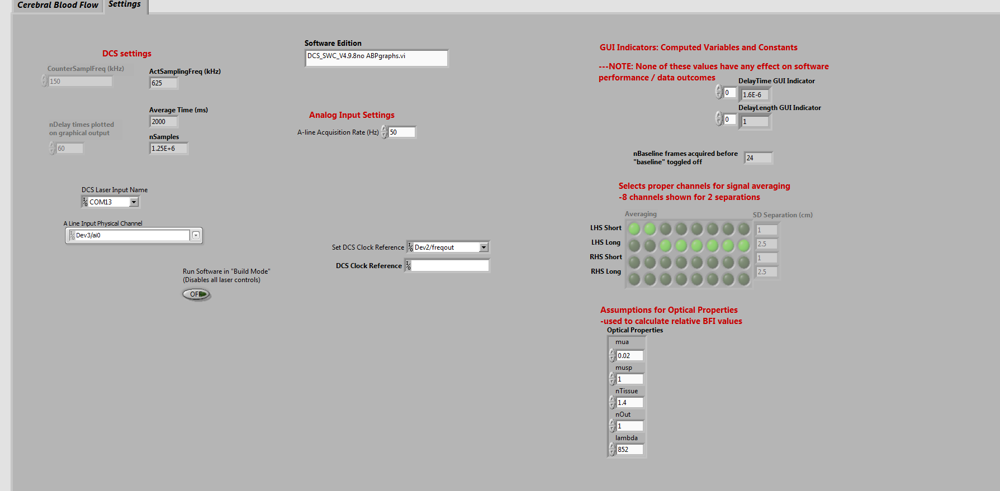 Cerebral Blood Flow
Settings
DCS settings
CounterSamplFreq (kHz)
150
ActSamplingFreq (kHz)
625
Average Time (ms)
2000
nDelay times plotted
on graphical output
60
nSamples
1.25E+6
DCS Laser Input Name
COM13
A Line Input Physical Channel
Dev3/ai0
Run Software in "Build Mode"
(Disables all laser controls)
OFF
Software Edition
DCS_SWC_V4.9.8no ABPgraphs.vi
Analog Input Settings
A-line Acquisition Rate (Hz)
50
Set DCS Clock Reference
Dev2/freqout
DCS Clock Reference
GUI Indicators: Computed Variables and Constants
---NOTE: None of these values have any effect on software
performance / data outcomes
DelayTime GUI Indicator
0
1.6E-6
DelayLength GUI Indicator
0
1
nBaseline frames acquired before
"baseline" toggled off
24
Selects proper channels for signal averaging
-8 channels shown for 2 separations
Averaging
SD Separation (cm)
LHS Short
1
LHS Long
2.5
RHS Short
1
RHS Long
2.5
Assumptions for Optical Properties
-used to calculate relative BFI values
Optical Properties
mua
0.02
musp
1
nTissue
1.4
nOut
1
lambda
852